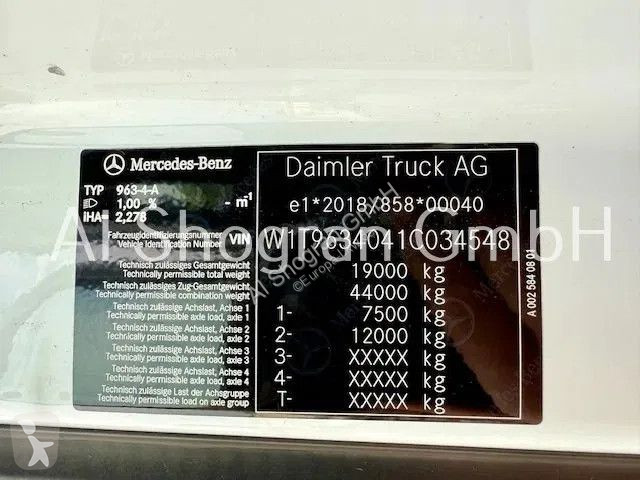 Mercedes-Benz
Daimler Truck AG
TYP 963-4-A
1,00 % - m⁻¹
iHA= 2,278
e1*2018/858*00040
Fahrzeugidentifizierungsnummer
Vehicle Identification Number
VIN
W1T9634041C034548
Technisch zulässiges Gesamtgewicht
Technically permissible total weight
19000 kg
Technisch zulässiges Zug-Gesamtgewicht
Technically permissible combination weight
44000 kg
Technisch zulässige Achslast, Achse 1
Technically permissible axle load, axle 1
1- 7500 kg
Technisch zulässige Achslast, Achse 2
Technically permissible axle load, axle 2
2- 12000 kg
Technisch zulässige Achslast, Achse 3
Technically permissible axle load, axle 3
3- XXXXX kg
Technisch zulässige Achslast, Achse 4
Technically permissible axle load, axle 4
4- XXXXX kg
Technisch zulässige Last der Achsgruppe
Technically permissible load on axle group
T- XXXXX kg
A 002 584 08 01
Al Shogran GmbH
Al Shogran GmbH